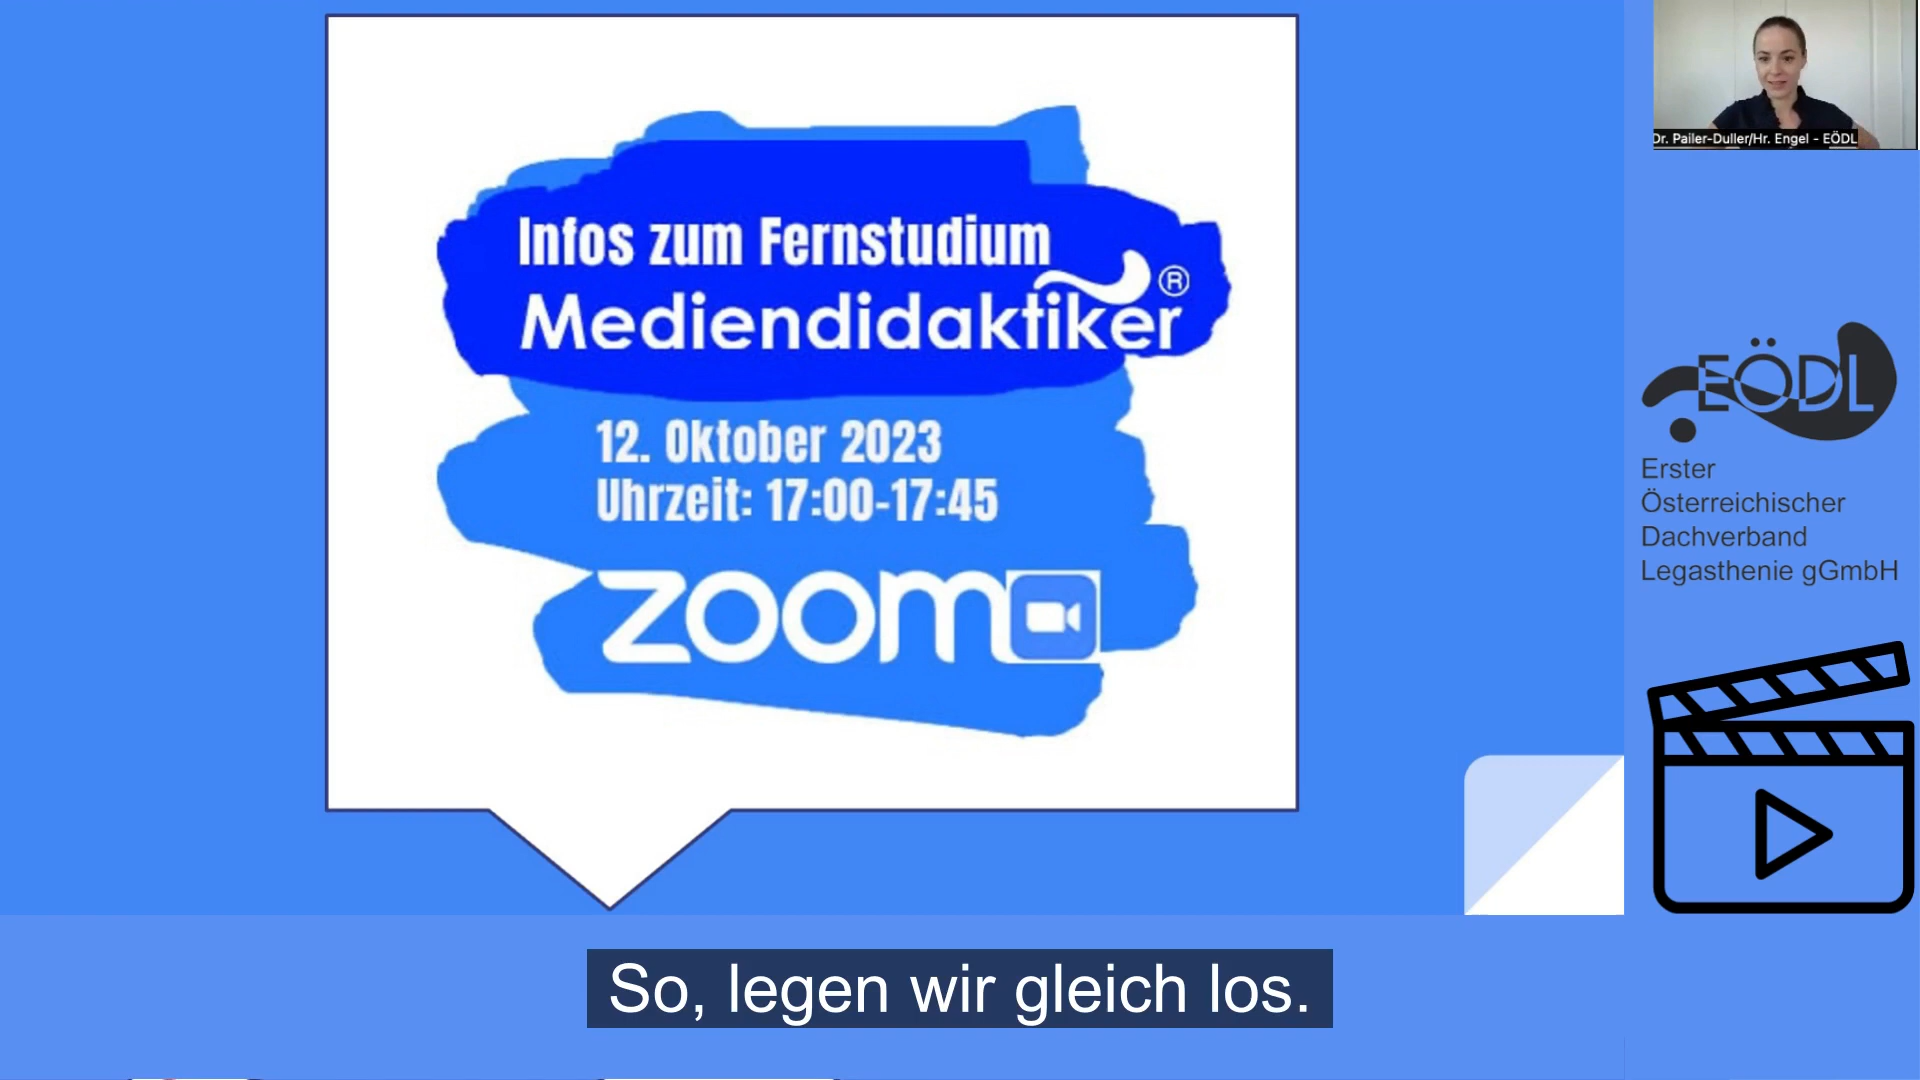 Infos zum Fernstudium
Mediendidaktiker®
12. Oktober 2023
Uhrzeit: 17:00-17:45
zoom
Dr. Pailer-Duller/Hr. Engel - EÖDL
EÖDL
Erster
Österreichischer
Dachverband
Legasthenie gGmbH
So, legen wir gleich los.